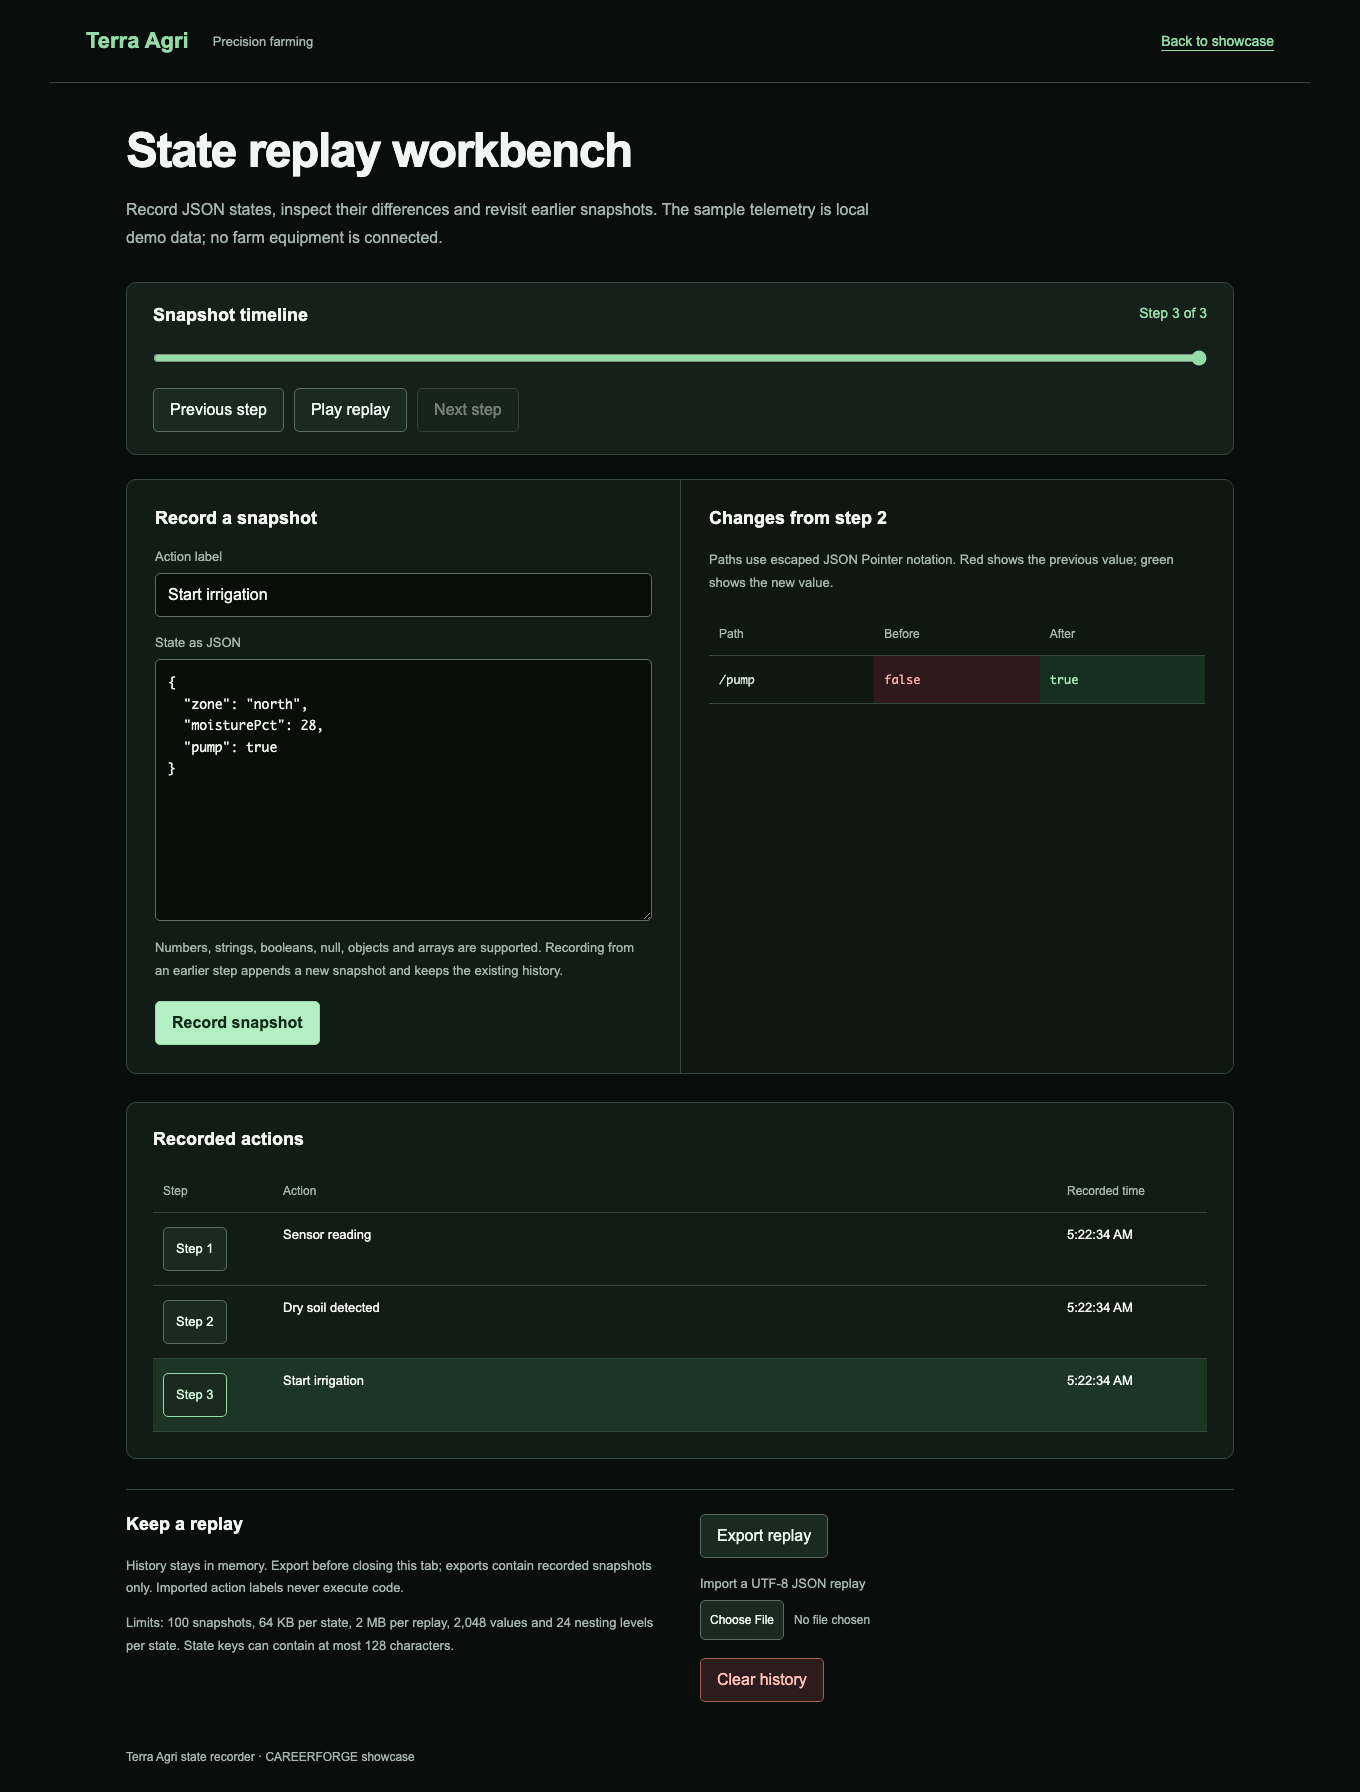 Terra Agri
Precision farming
Back to showcase
State replay workbench
Record JSON states, inspect their differences and revisit earlier snapshots. The sample telemetry is local
demo data; no farm equipment is connected.
Snapshot timeline
Step 3 of 3
Previous step
Play replay
Next step
Record a snapshot
Action label
Start irrigation
State as JSON
{
  "zone": "north",
  "moisturePct": 28,
  "pump": true
}
Numbers, strings, booleans, null, objects and arrays are supported. Recording from
an earlier step appends a new snapshot and keeps the existing history.
Record snapshot
Changes from step 2
Paths use escaped JSON Pointer notation. Red shows the previous value; green
shows the new value.
Path Before After
/pump false true
Recorded actions
Step Action Recorded time
Step 1 Sensor reading 5:22:34 AM
Step 2 Dry soil detected 5:22:34 AM
Step 3 Start irrigation 5:22:34 AM
Keep a replay
History stays in memory. Export before closing this tab; exports contain recorded snapshots
only. Imported action labels never execute code.
Limits: 100 snapshots, 64 KB per state, 2 MB per replay, 2,048 values and 24 nesting levels
per state. State keys can contain at most 128 characters.
Export replay
Import a UTF-8 JSON replay
Choose File No file chosen
Clear history
Terra Agri state recorder · CAREERFORGE showcase